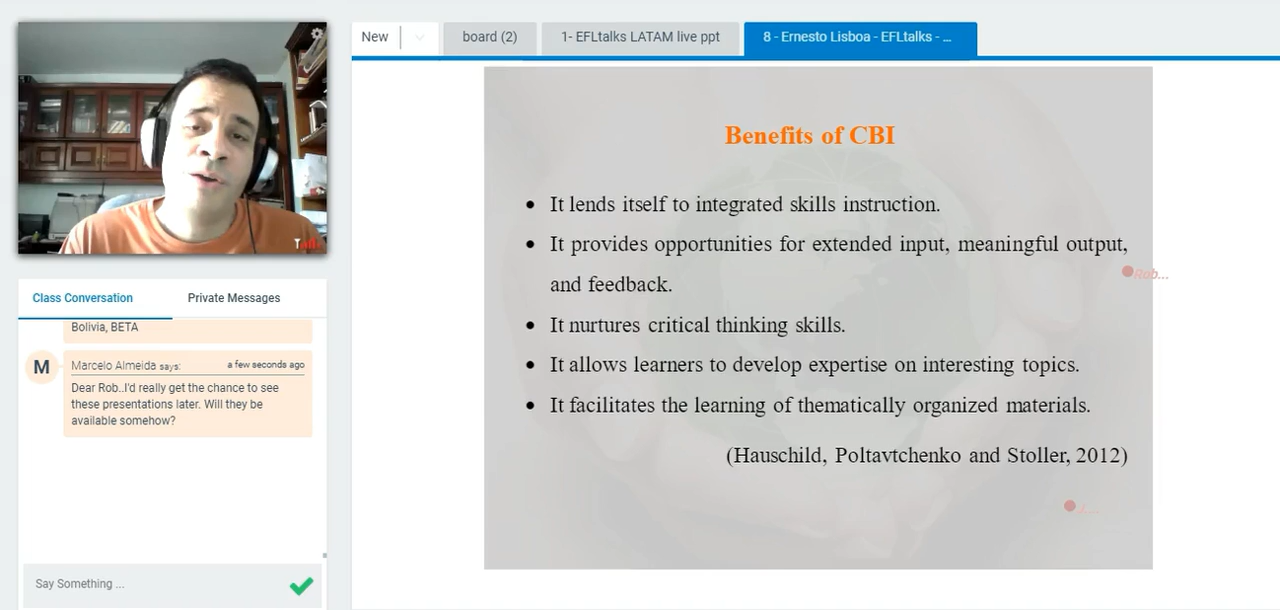 New
board (2)
1- EFLtalks LATAM live ppt
8 - Ernesto Lisboa - EFLtalks - ...
Benefits of CBI
• It lends itself to integrated skills instruction.
• It provides opportunities for extended input, meaningful output,
and feedback.
• It nurtures critical thinking skills.
• It allows learners to develop expertise on interesting topics.
• It facilitates the learning of thematically organized materials.
(Hauschild, Poltavtchenko and Stoller, 2012)
Rob...
Class Conversation
Private Messages
Bolivia, BETA
M
Marcelo Almeida says:
a few seconds ago
Dear Rob..I'd really get the chance to see
these presentations later. Will they be
available somehow?
Say Something ...